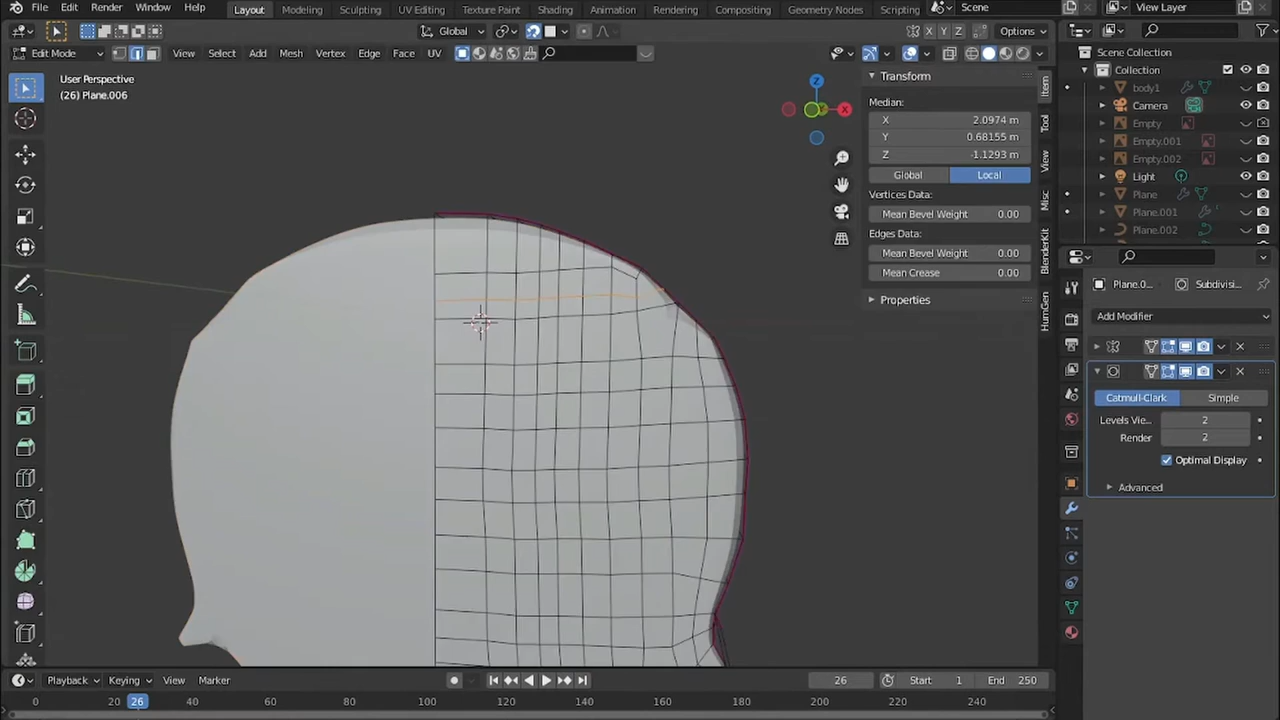 File Edit Render Window Help Layout Modeling Sculpting UV Editing Texture Paint Shading Animation Rendering Compositing Geometry Nodes Scripting Scene View Layer
Global Options
X Y Z
Edit Mode View Select Add Mesh Vertex Edge Face UV
User Perspective
(26) Plane.006
Z
X
Transform
Median:
X 2.0974 m
Y 0.68155 m
Z -1.1293 m
Global Local
Vertices Data:
Mean Bevel Weight 0.00
Edges Data:
Mean Bevel Weight 0.00
Mean Crease 0.00
Properties
Item
Tool
View
Misc
BlenderKit
HumGen
Scene Collection
Collection
body1
Camera
Empty
Empty.001
Empty.002
Light
Plane
Plane.001
Plane.002
Plane.0... Subdivisi...
Add Modifier
Catmull-Clark Simple
Levels Vie... 2
Render 2
Optimal Display
Advanced
Playback Keying View Marker 26 Start 1 End 250
0 20 26 40 60 80 100 120 140 160 180 200 220 240